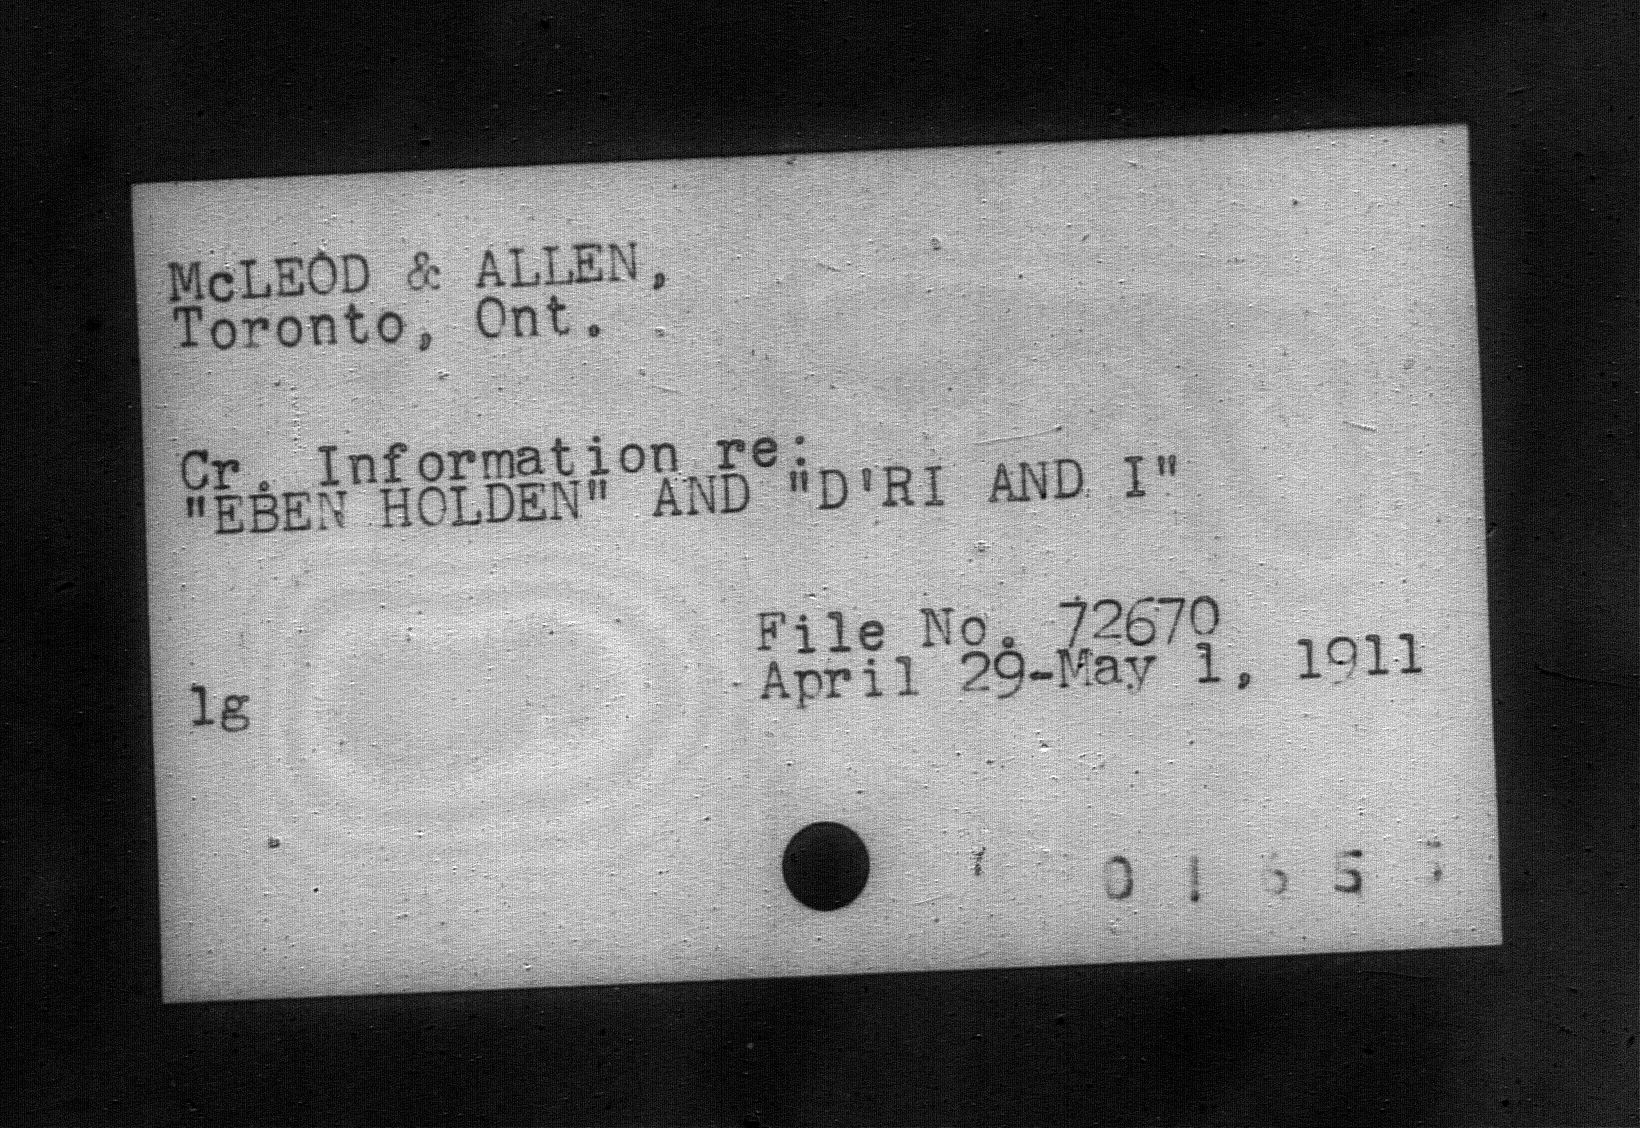 McLEOD & ALLEN,
Toronto, Ont.
Cr. Information re:
"EBEN HOLDEN" AND "D'RI AND I"
File No. 72670
April 29-May 1, 1911
lg